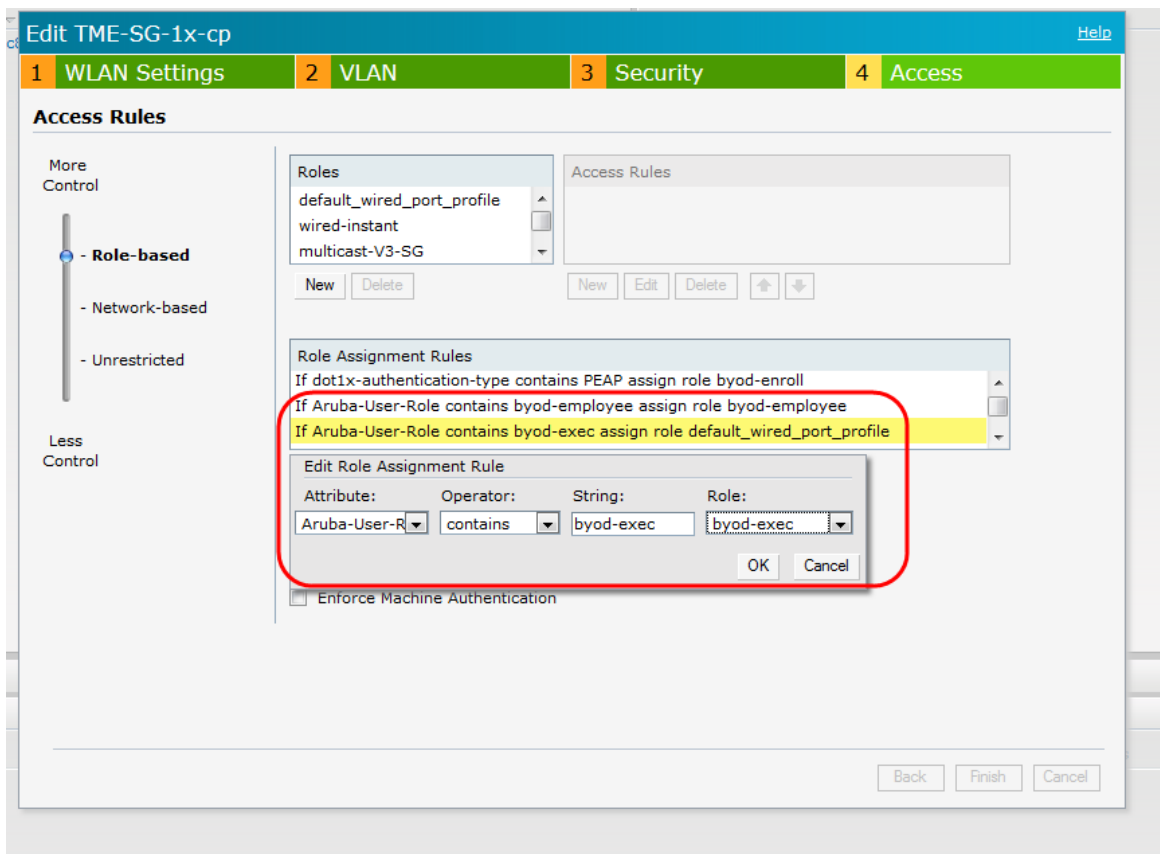 Edit TME-SG-1x-cp Help
1 WLAN Settings 2 VLAN 3 Security 4 Access
Access Rules
More
Control
- Role-based
- Network-based
- Unrestricted
Less
Control
Roles
default_wired_port_profile
wired-instant
multicast-V3-SG
New Delete
Access Rules
New Edit Delete
Role Assignment Rules
If dot1x-authentication-type contains PEAP assign role byod-enroll
If Aruba-User-Role contains byod-employee assign role byod-employee
If Aruba-User-Role contains byod-exec assign role default_wired_port_profile
Edit Role Assignment Rule
Attribute: Operator: String: Role:
Aruba-User-R contains byod-exec byod-exec
OK Cancel
Enforce Machine Authentication
Back Finish Cancel